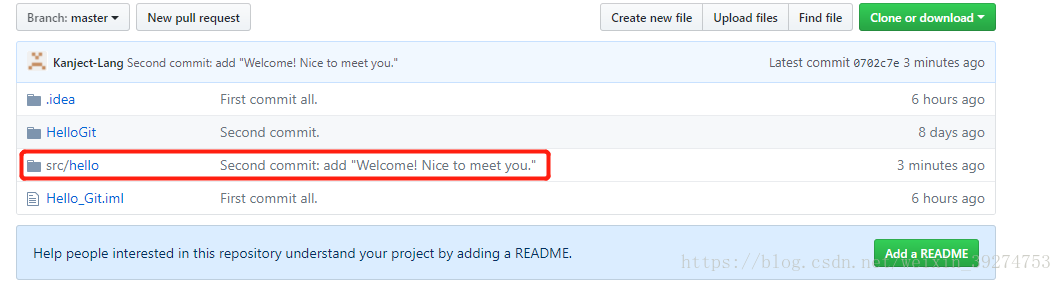 Branch: master New pull request Create new file Upload files Find file Clone or download
Kanject-Lang Second commit: add "Welcome! Nice to meet you." Latest commit 0702c7e 3 minutes ago
.idea First commit all. 6 hours ago
HelloGit Second commit. 8 days ago
src/hello Second commit: add "Welcome! Nice to meet you." 3 minutes ago
Hello_Git.iml First commit all. 6 hours ago
Help people interested in this repository understand your project by adding a README. Add a README
https://blog.csdn.net/weixin_39274753